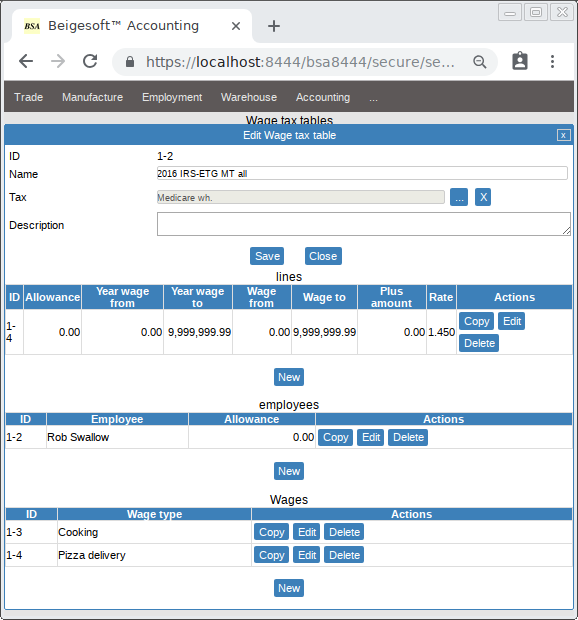 BSA Beigesoft™ Accounting
https://localhost:8444/bsa8444/secure/se...
Trade Manufacture Employment Warehouse Accounting ...
Wage tax tables
Edit Wage tax table x
ID 1-2
Name 2016 IRS-ETG MT all
Tax Medicare wh. ... X
Description
Save Close
lines
ID Allowance Year wage from Year wage to Wage from Wage to Plus amount Rate Actions
1-4 0.00 0.00 9,999,999.99 0.00 9,999,999.99 0.00 1.450 Copy Edit Delete
New
employees
ID Employee Allowance Actions
1-2 Rob Swallow 0.00 Copy Edit Delete
New
Wages
ID Wage type Actions
1-3 Cooking Copy Edit Delete
1-4 Pizza delivery Copy Edit Delete
New